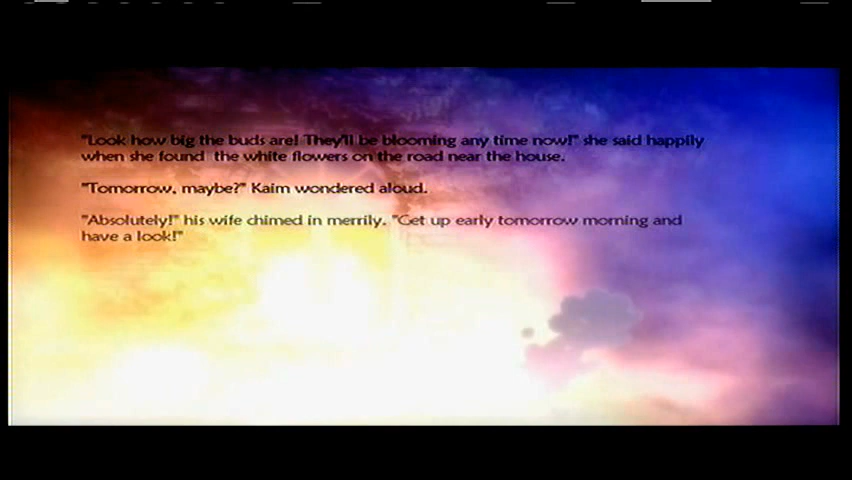 "Look how big the buds are! They'll be blooming any time now!" she said happily
when she found the white flowers on the road near the house.
"Tomorrow, maybe?" Kaim wondered aloud.
"Absolutely!" his wife chimed in merrily. "Get up early tomorrow morning and
have a look!"